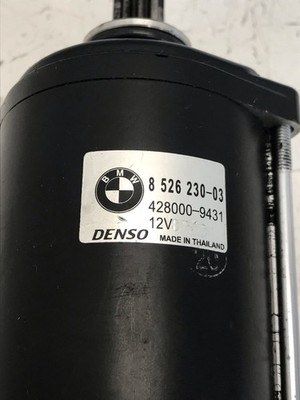 BMW
8 526 230-03
428000-9431
12V
DENSO
MADE IN THAILAND